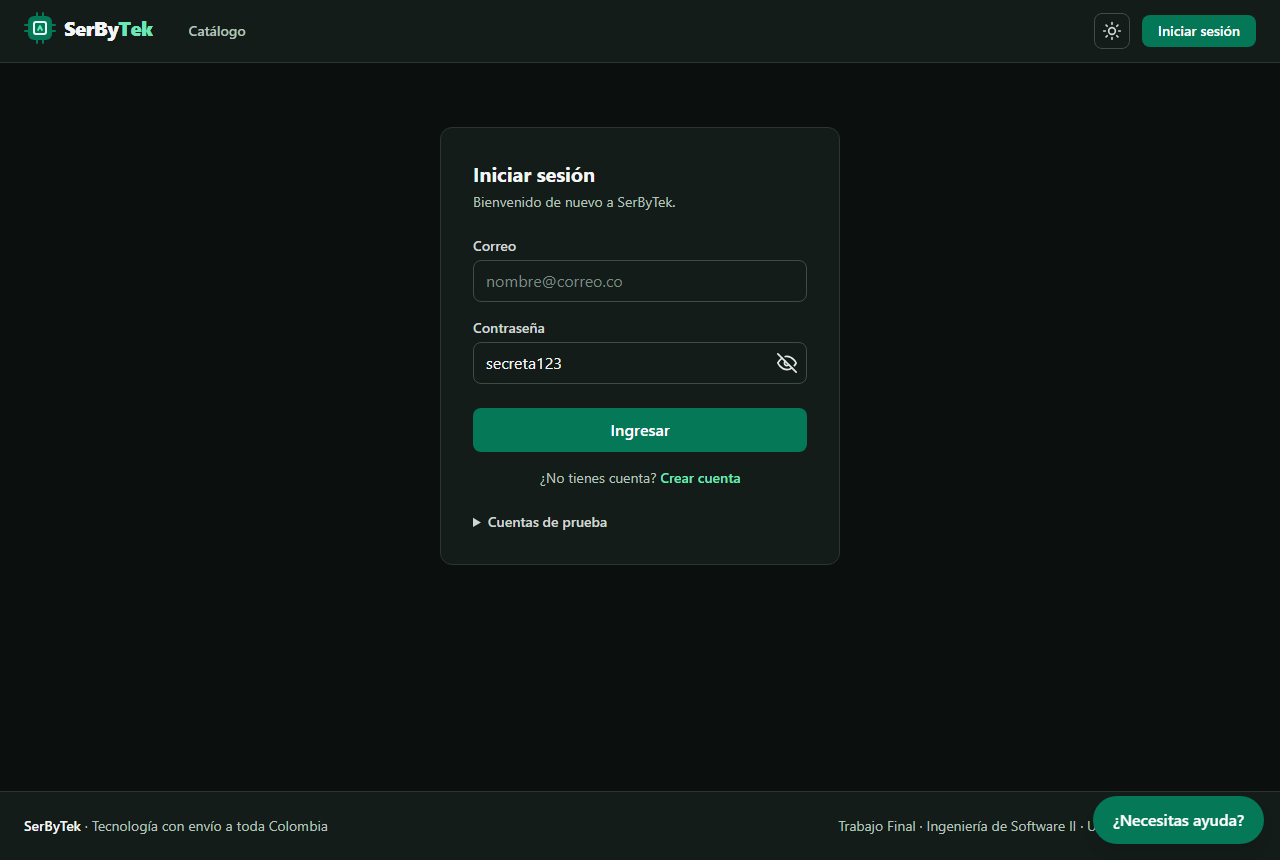 SerByTek
Catálogo
Iniciar sesión
Iniciar sesión
Bienvenido de nuevo a SerByTek.
Correo
nombre@correo.co
Contraseña
secreta123
Ingresar
¿No tienes cuenta? Crear cuenta
Cuentas de prueba
SerByTek · Tecnología con envío a toda Colombia
Trabajo Final · Ingeniería de Software II ·
¿Necesitas ayuda?